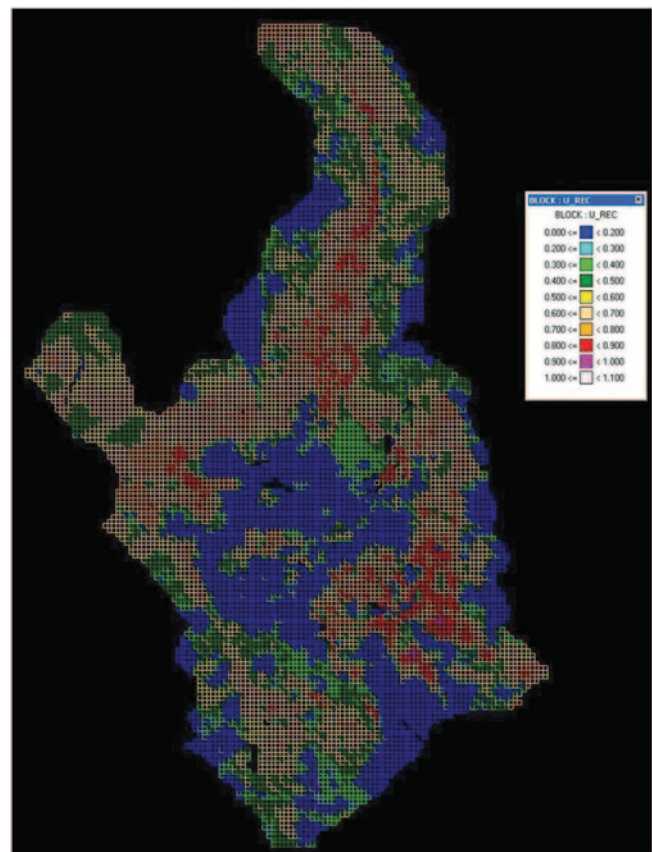 BLOCK : U_REC
BLOCK : U_REC
0.000 <= < 0.200
0.200 <= < 0.300
0.300 <= < 0.400
0.400 <= < 0.500
0.500 <= < 0.600
0.600 <= < 0.700
0.700 <= < 0.800
0.800 <= < 0.900
0.900 <= < 1.000
1.000 <= < 1.100